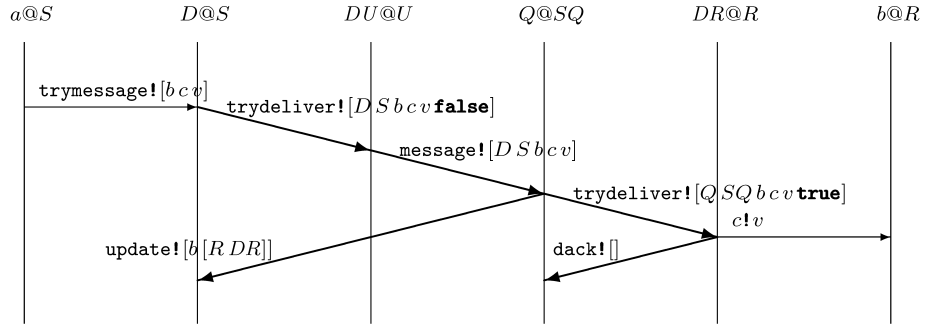 a@S D@S DU@U Q@SQ DR@R b@R
trymessage![b c v]
trydeliver![D S b c v false]
message![D S b c v]
trydeliver![Q SQ b c v true]
c!v
update![b [R DR]] dack![]